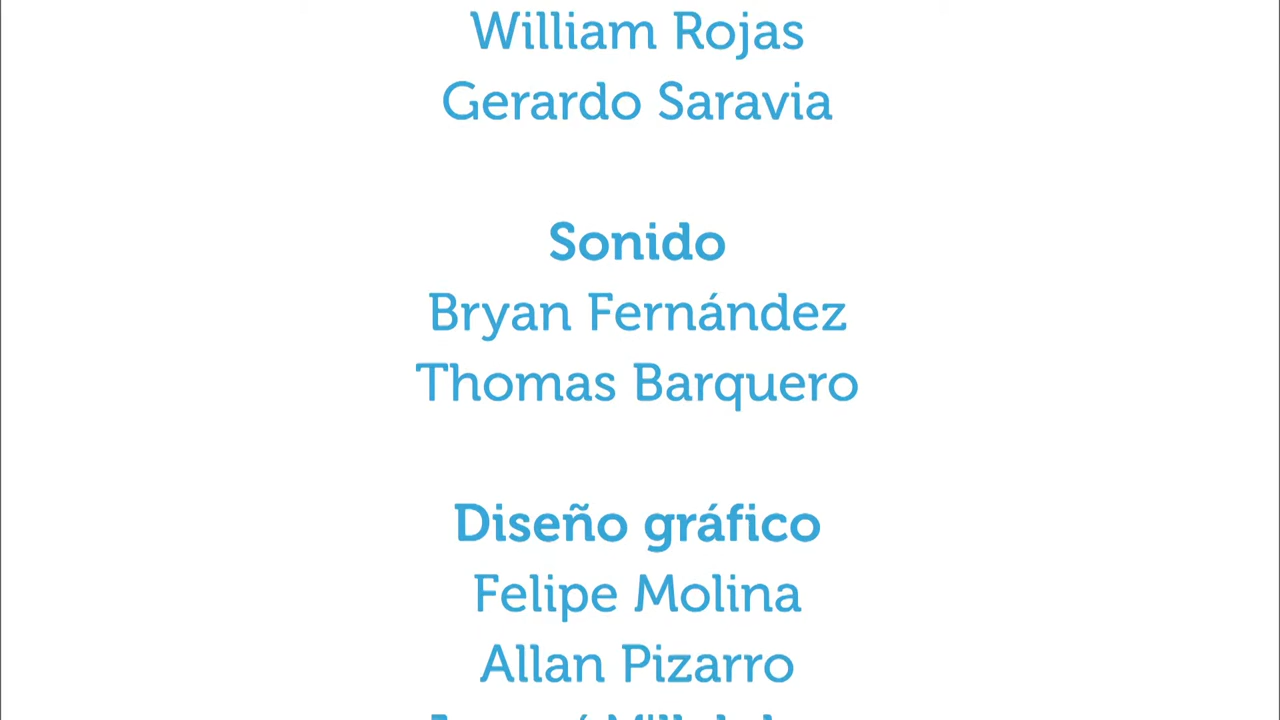 William Rojas
Gerardo Saravia
Sonido
Bryan Fernández
Thomas Barquero
Diseño gráfico
Felipe Molina
Allan Pizarro